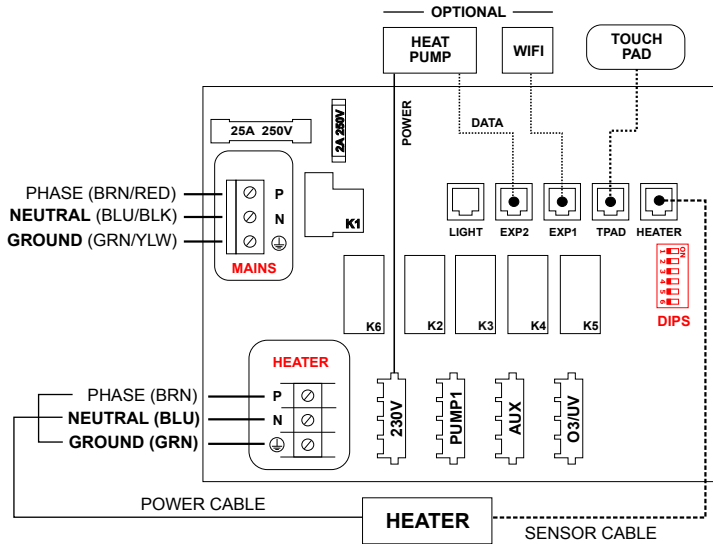 OPTIONAL
HEAT
PUMP
WIFI
TOUCH
PAD
25A 250V
2A 250V
POWER
DATA
PHASE (BRN/RED)
NEUTRAL (BLU/BLK)
GROUND (GRN/YLW)
P
N
MAINS
K1
LIGHT
EXP2
EXP1
TPAD
HEATER
ON
1
2
3
4
5
6
DIPS
K6
K2
K3
K4
K5
HEATER
PHASE (BRN)
NEUTRAL (BLU)
GROUND (GRN)
P
N
230V
PUMP1
AUX
O3/UV
POWER CABLE
HEATER
SENSOR CABLE